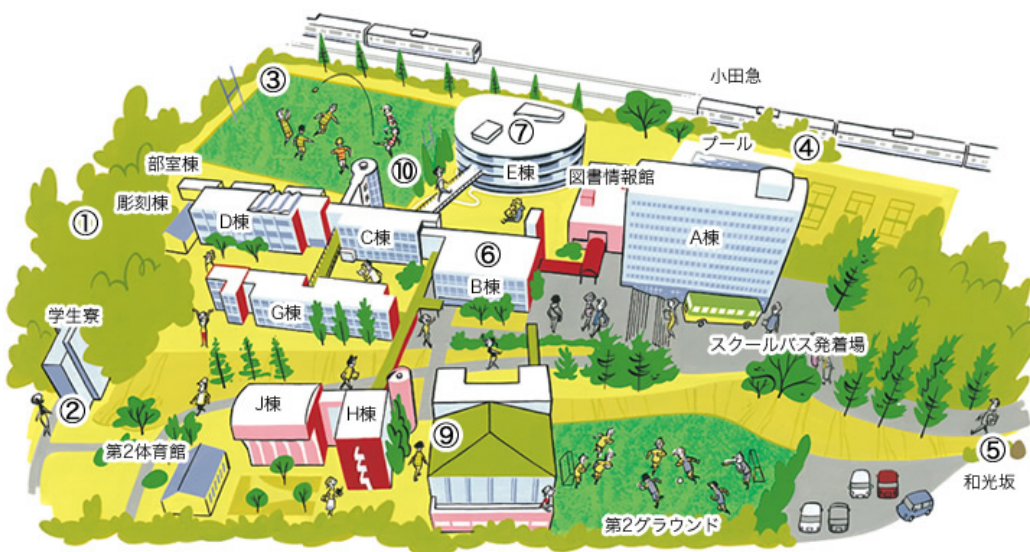 小田急
③
⑦
プール
④
E棟
図書情報館
部室棟
⑩
彫刻棟
①
D棟
C棟
A棟
⑥
B棟
G棟
学生寮
スクールバス発着場
②
J棟
H棟
⑨
第2体育館
⑤
和光坂
第2グラウンド